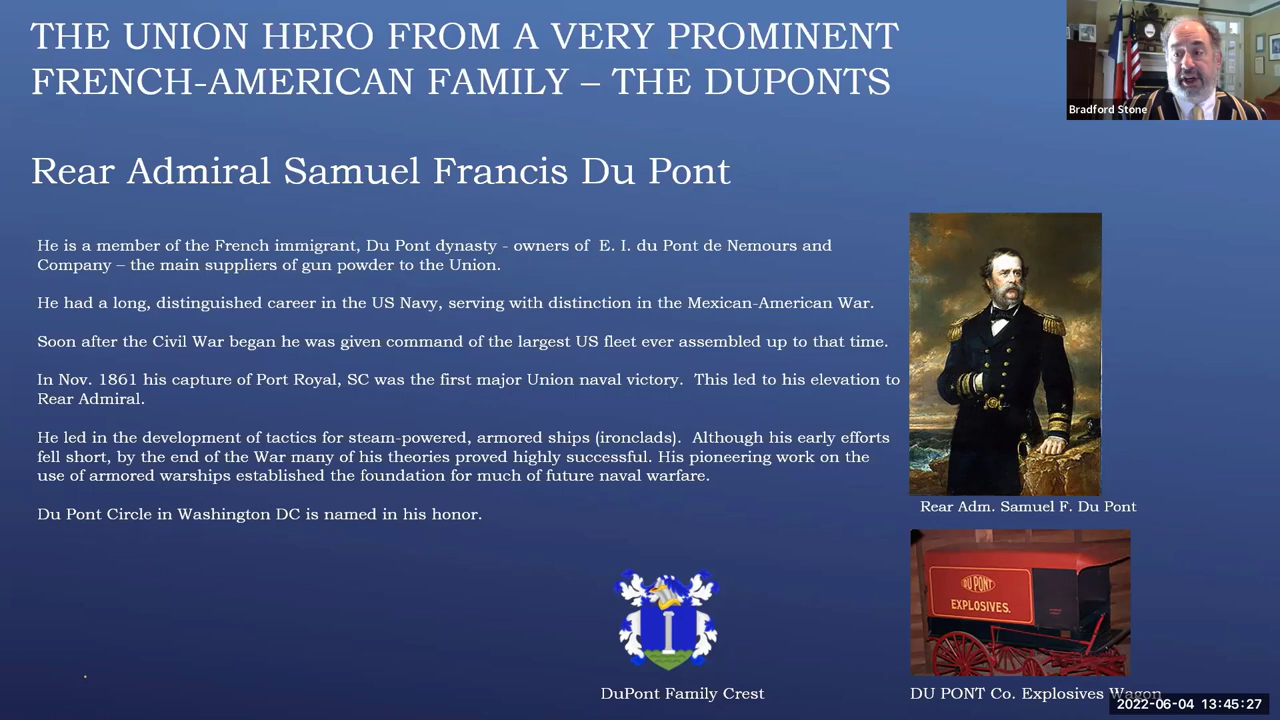 THE UNION HERO FROM A VERY PROMINENT
FRENCH-AMERICAN FAMILY – THE DUPONTS
Bradford Stone
Rear Admiral Samuel Francis Du Pont
He is a member of the French immigrant, Du Pont dynasty - owners of E. I. du Pont de Nemours and
Company – the main suppliers of gun powder to the Union.
He had a long, distinguished career in the US Navy, serving with distinction in the Mexican-American War.
Soon after the Civil War began he was given command of the largest US fleet ever assembled up to that time.
In Nov. 1861 his capture of Port Royal, SC was the first major Union naval victory. This led to his elevation to
Rear Admiral.
He led in the development of tactics for steam-powered, armored ships (ironclads). Although his early efforts
fell short, by the end of the War many of his theories proved highly successful. His pioneering work on the
use of armored warships established the foundation for much of future naval warfare.
Du Pont Circle in Washington DC is named in his honor.
Rear Adm. Samuel F. Du Pont
DU PONT
EXPLOSIVES.
DuPont Family Crest
DU PONT Co. Explosives Wagon
2022-06-04 13:45:27